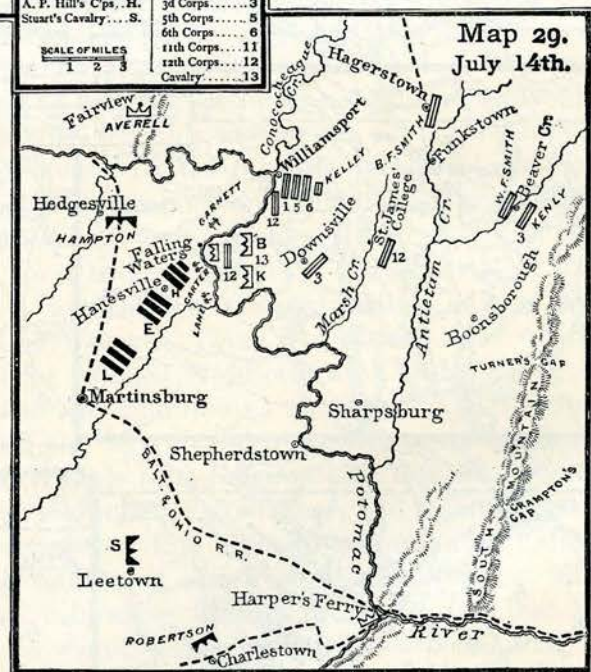 A. P. Hill's C'ps..H.
Stuart's Cavalry....S.
SCALE OF MILES
1 2 3
3d Corps.....3
5th Corps.....5
6th Corps.....6
11th Corps.....11
12th Corps.....12
Cavalry.....13
Map 29.
July 14th.
Fairview
AVERELL
Conococheague Cr.
Hagerstown
Williamsport
KELLEY
B.F.SMITH
Funkstown
W.F.SMITH
Beaver Cr.
KENLY
3
1 5 6
12
Hedgesville
HAMPTON
GARNETT
Falling Waters
B
13
K
12
Downsville
3
St. James' College
12
Marsh Cr.
Antietam Cr.
Boonsborough
Hainesville
H
CARTER
LANE
E
L
TURNER'S GAP
Martinsburg
Sharpsburg
Shepherdstown
SOUTH MOUNTAIN
CRAMPTON'S GAP
BALT & OHIO R.R.
Potomac
S
Leetown
Harper's Ferry
River
ROBERTSON
Charlestown